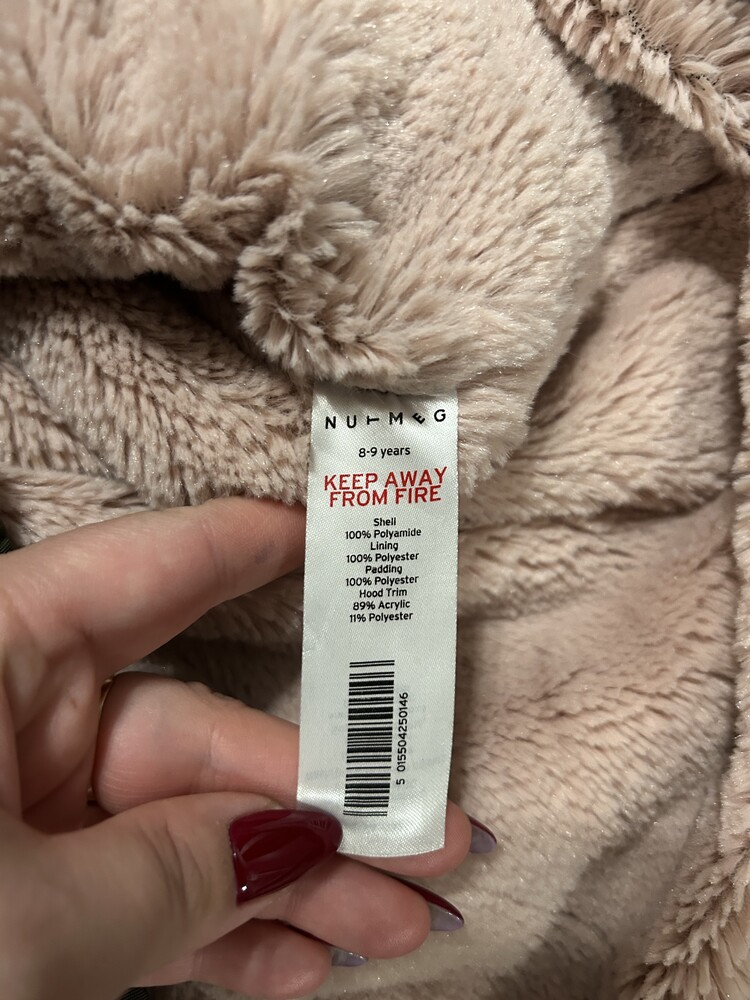 NUTMEG
8-9 years
KEEP AWAY
FROM FIRE
Shell
100% Polyamide
Lining
100% Polyester
Padding
100% Polyester
Hood Trim
89% Acrylic
11% Polyester
5 015504250146